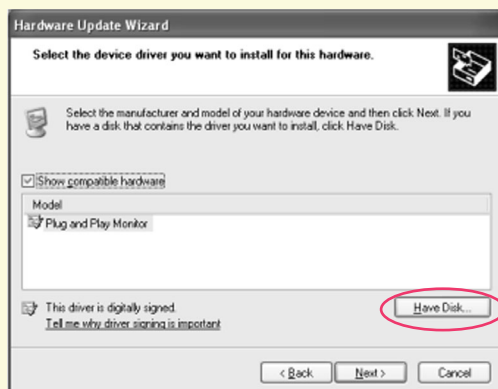 Hardware Update Wizard
Select the device driver you want to install for this hardware.
Select the manufacturer and model of your hardware device and then click Next. If you
have a disk that contains the driver you want to install, click Have Disk.
Show compatible hardware
Model
Plug and Play Monitor
This driver is digitally signed.
Have Disk...
Tell me why driver signing is important
< Back
Next >
Cancel